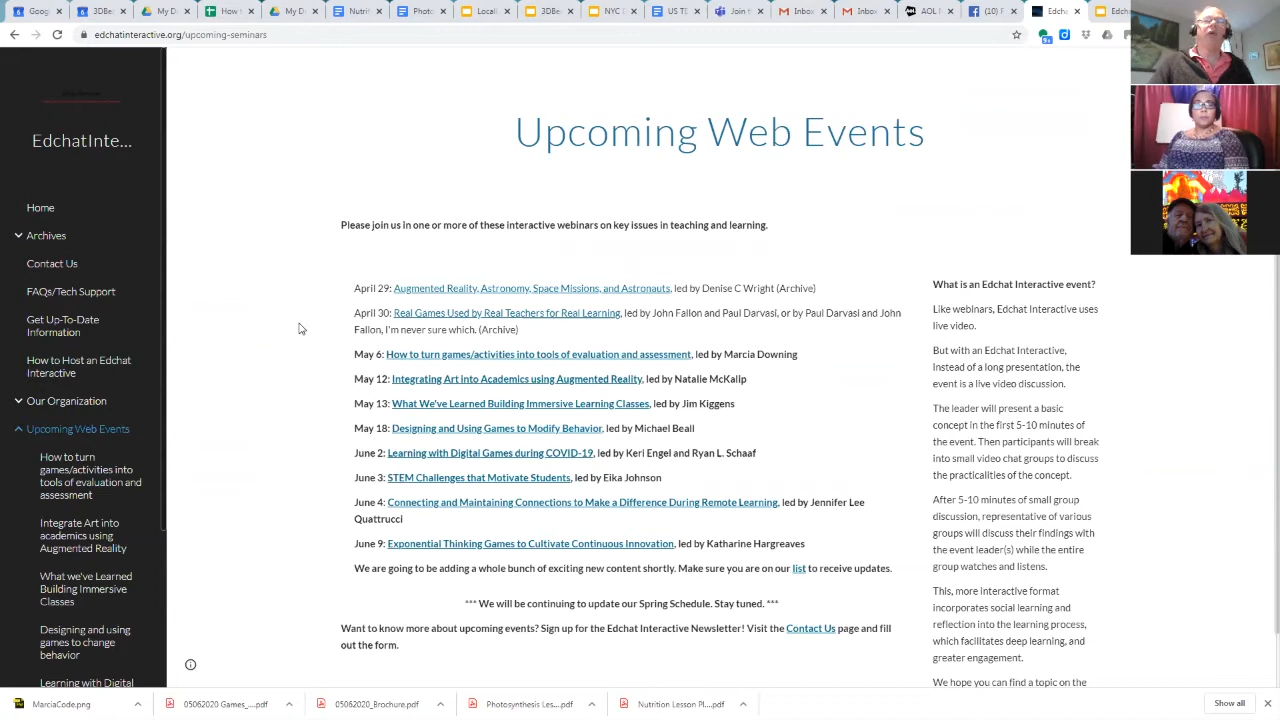 My D
How t
My D
Nutrit
Photo
Locali
3DBe
NYC D
US TE
Join t
Inbox
Inbox
AOL
(10) F
Edchat
Edchat
edchatinteractive.org/upcoming-seminars
EdchatInte...
Home
Archives
Contact Us
FAQs/Tech Support
Get Up-To-Date
Information
How to Host an Edchat
Interactive
Our Organization
Upcoming Web Events
How to turn
games/activities into
tools of evaluation and
assessment
Integrate Art into
academics using
Augmented Reality
What we've Learned
Building Immersive
Classes
Designing and using
games to change
behavior
Learning with Digital
Upcoming Web Events
Please join us in one or more of these interactive webinars on key issues in teaching and learning.
April 29: Augmented Reality, Astronomy, Space Missions, and Astronauts, led by Denise C Wright (Archive)
April 30: Real Games Used by Real Teachers for Real Learning, led by John Fallon and Paul Darvasi, or by Paul Darvasi and John
Fallon, I'm never sure which. (Archive)
May 6: How to turn games/activities into tools of evaluation and assessment, led by Marcia Downing
May 12: Integrating Art into Academics using Augmented Reality, led by Natalie McKalip
May 13: What We've Learned Building Immersive Learning Classes, led by Jim Kiggens
May 18: Designing and Using Games to Modify Behavior, led by Michael Beall
June 2: Learning with Digital Games during COVID-19, led by Keri Engel and Ryan L. Schaaf
June 3: STEM Challenges that Motivate Students, led by Eika Johnson
June 4: Connecting and Maintaining Connections to Make a Difference During Remote Learning, led by Jennifer Lee
Quattrucci
June 9: Exponential Thinking Games to Cultivate Continuous Innovation, led by Katharine Hargreaves
We are going to be adding a whole bunch of exciting new content shortly. Make sure you are on our list to receive updates.
*** We will be continuing to update our Spring Schedule. Stay tuned. ***
Want to know more about upcoming events? Sign up for the Edchat Interactive Newsletter! Visit the Contact Us page and fill
out the form.
What is an Edchat Interactive event?
Like webinars, Edchat Interactive uses
live video.
But with an Edchat Interactive,
instead of a long presentation, the
event is a live video discussion.
The leader will present a basic
concept in the first 5-10 minutes of
the event. Then participants will break
into small video chat groups to discuss
the practicalities of the concept.
After 5-10 minutes of small group
discussion, representative of various
groups will discuss their findings with
the event leader(s) while the entire
group watches and listens.
This, more interactive format
incorporates social learning and
reflection into the learning process,
which facilitates deep learning, and
greater engagement.
We hope you can find a topic on the
MarciaCode.png
05062020 Games_....pdf
05062020_Brochure.pdf
Photosynthesis Les....pdf
Nutrition Lesson Pl....pdf
Show all